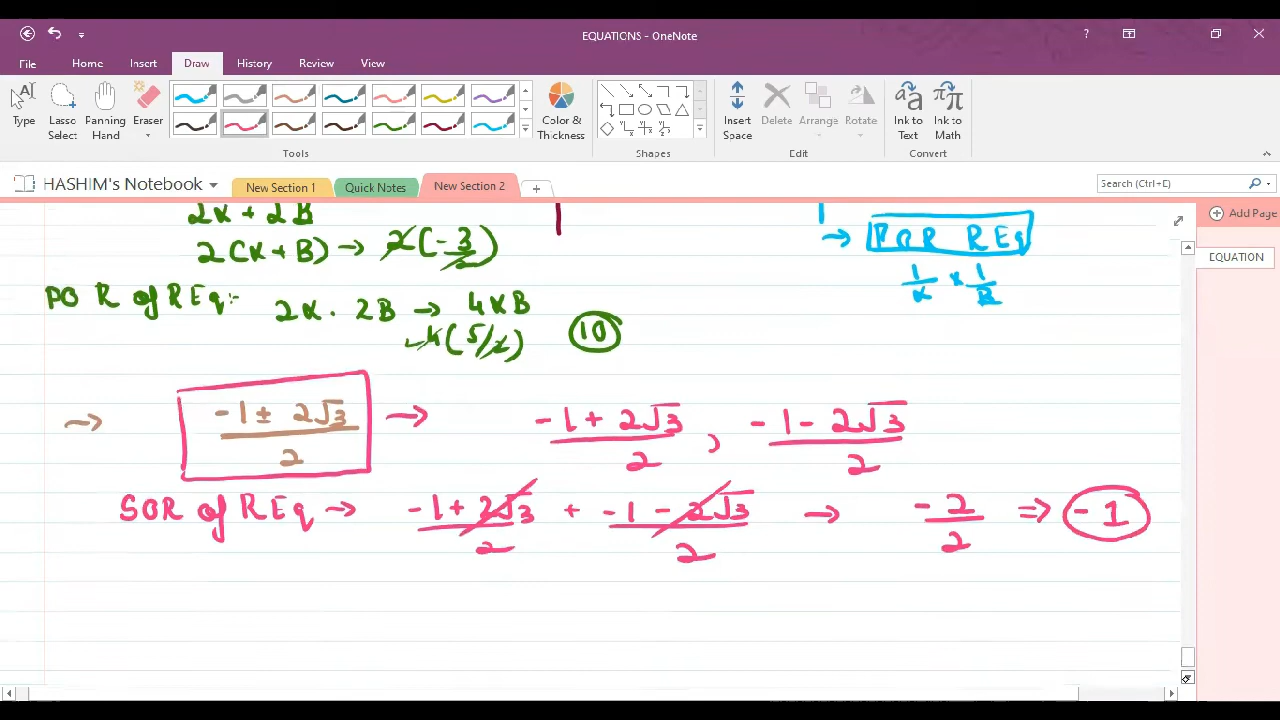 EQUATIONS - OneNote
File Home Insert Draw History Review View
Type Lasso Select Panning Hand Eraser Color & Thickness Insert Space Delete Arrange Rotate Ink to Text Ink to Math
Tools Shapes Edit Convert
HASHIM's Notebook New Section 1 Quick Notes New Section 2 Search (Ctrl+E)
Add Page
EQUATION
2α + 2β
2(α + β) → 2(-3/2)
→ POR REq
1/α × 1/β
PO R of REq:- 2α . 2β → 4αβ
4(5/2) 10
→ (-1 ± 2√3)/2 → (-1 + 2√3)/2 , (-1 - 2√3)/2
SOR of REq → (-1 + 2√3)/2 + (-1 - 2√3)/2 → -2/2 ⇒ -1